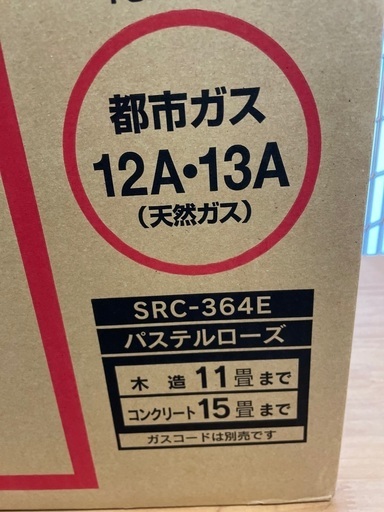 都市ガス
12A・13A
(天然ガス)
SRC-364E
パステルローズ
木造 11畳まで
コンクリート 15畳まで
ガスコードは別売です